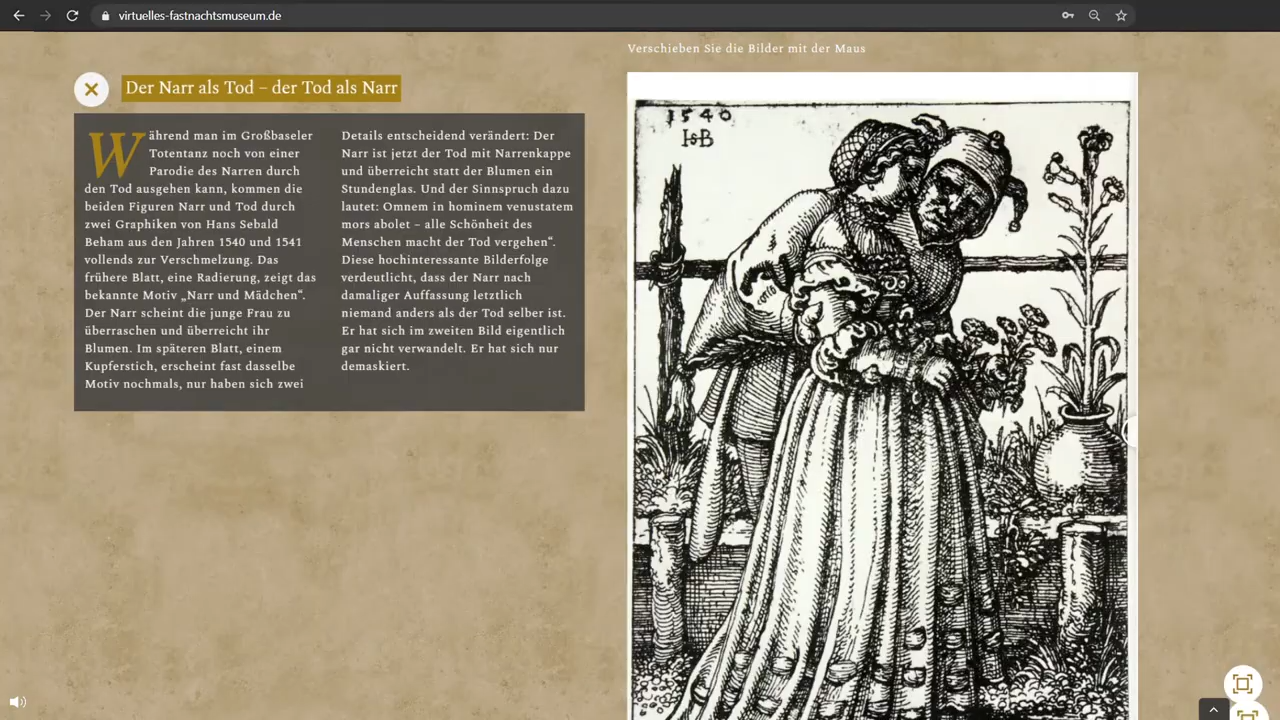 virtuelles-fastnachtsmuseum.de
Verschieben Sie die Bilder mit der Maus
Der Narr als Tod – der Tod als Narr
Während man im Großbaseler
Totentanz noch von einer
Parodie des Narren durch
den Tod ausgehen kann, kommen die
beiden Figuren Narr und Tod durch
zwei Graphiken von Hans Sebald
Beham aus den Jahren 1540 und 1541
vollends zur Verschmelzung. Das
frühere Blatt, eine Radierung, zeigt das
bekannte Motiv „Narr und Mädchen“.
Der Narr scheint die junge Frau zu
überraschen und überreicht ihr
Blumen. Im späteren Blatt, einem
Kupferstich, erscheint fast dasselbe
Motiv nochmals, nur haben sich zwei
Details entscheidend verändert: Der
Narr ist jetzt der Tod mit Narrenkappe
und überreicht statt der Blumen ein
Stundenglas. Und der Sinnspruch dazu
lautet: Omnem in hominem venustatem
mors abolet – alle Schönheit des
Menschen macht der Tod vergehen“.
Diese hochinteressante Bilderfolge
verdeutlicht, dass der Narr nach
damaliger Auffassung letztlich
niemand anders als der Tod selber ist.
Er hat sich im zweiten Bild eigentlich
gar nicht verwandelt. Er hat sich nur
demaskiert.
1540
HSB